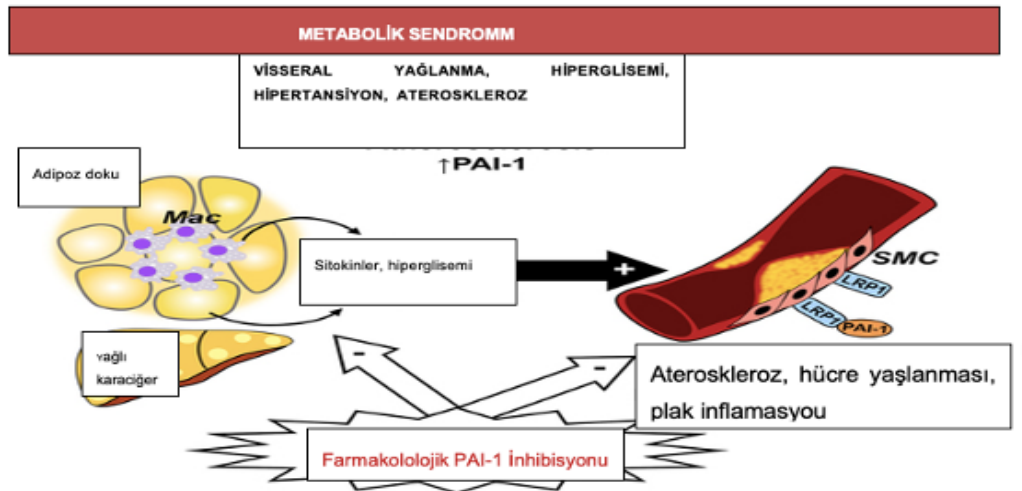 METABOLİK SENDROMM
VİSSERAL YAĞLANMA, HİPERGLİSEMİ,
HİPERTANSİYON, ATEROSKLEROZ
↑PAI-1
Adipoz doku
Mac
Sitokinler, hiperglisemi
+
SMC
LRP1
LRP1
PAI-1
yağlı
karaciğer
-
-
Ateroskleroz, hücre yaşlanması,
plak inflamasyou
Farmakololojik PAI-1 İnhibisyonu